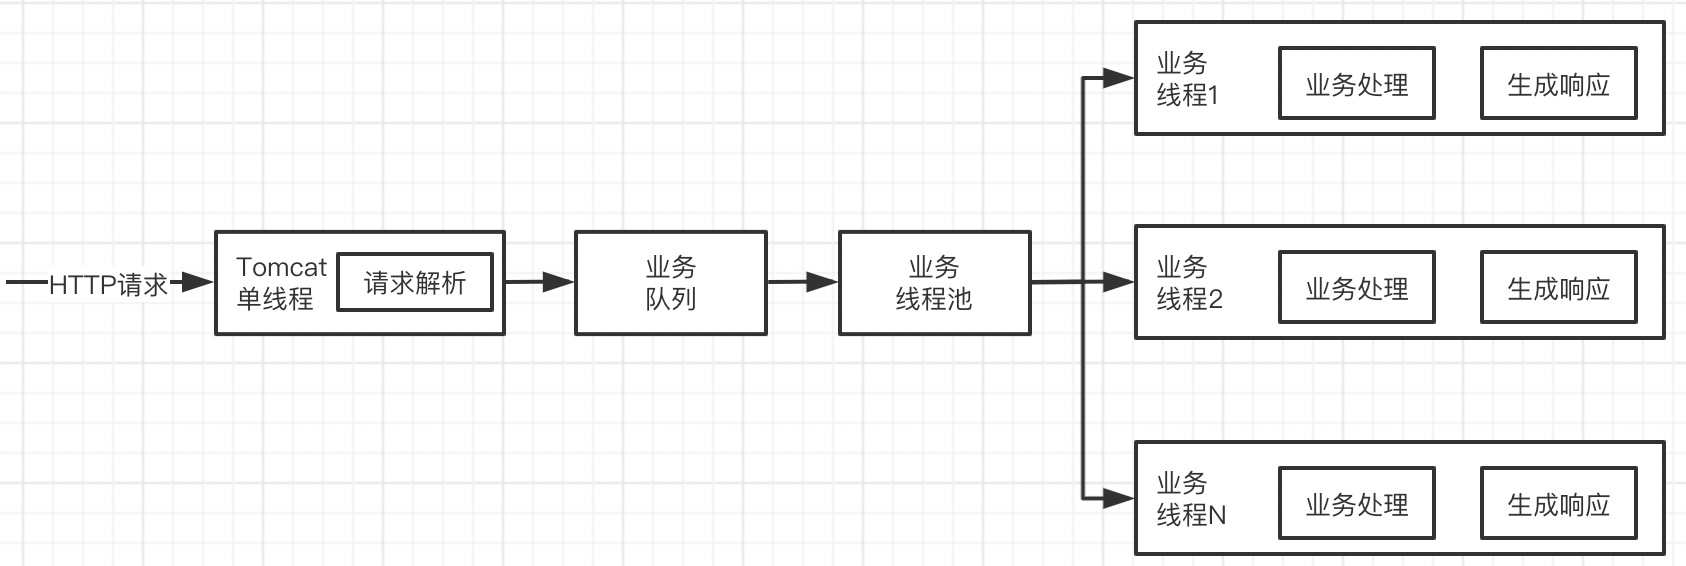 HTTP请求
Tomcat
单线程
请求解析
业务
队列
业务
线程池
业务
线程1
业务处理
生成响应
业务
线程2
业务处理
生成响应
业务
线程N
业务处理
生成响应